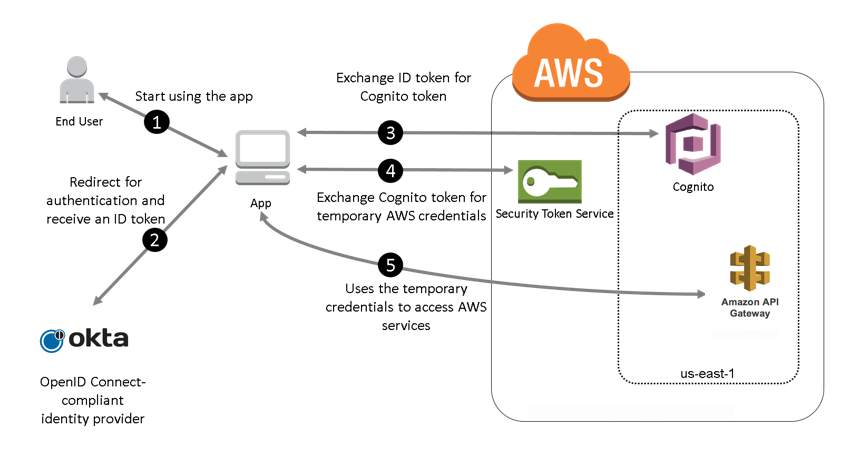 AWS
End User
Start using the app
1
Exchange ID token for
Cognito token
3
Cognito
App
4
Exchange Cognito token for
temporary AWS credentials
Security Token Service
Redirect for
authentication and
receive an ID token
2
5
Uses the temporary
credentials to access AWS
services
Amazon API
Gateway
okta
OpenID Connect-
compliant
identity provider
us-east-1